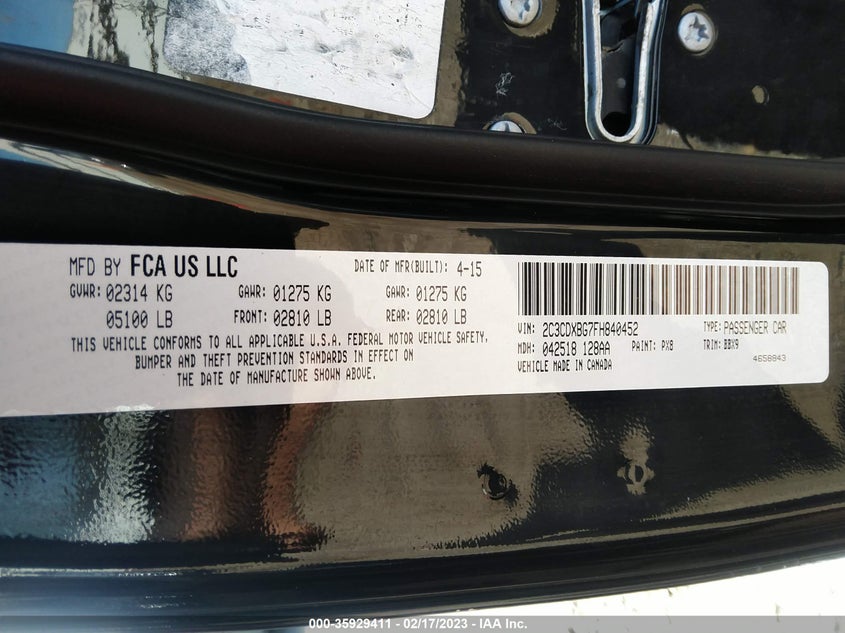 MFD BY FCA US LLC
DATE OF MFR(BUILT): 4-15
GVWR: 02314 KG
GAWR: 01275 KG
GAWR: 01275 KG
05100 LB
FRONT: 02810 LB
REAR: 02810 LB
THIS VEHICLE CONFORMS TO ALL APPLICABLE U.S.A. FEDERAL MOTOR VEHICLE SAFETY,
BUMPER AND THEFT PREVENTION STANDARDS IN EFFECT ON
THE DATE OF MANUFACTURE SHOWN ABOVE.
VIN: 2C3CDXBG7FH840452
TYPE: PASSENGER CAR
MDH: 042518 128AA
PAINT: PX8
TRIM: BBX9
VEHICLE MADE IN CANADA
4658843
000-35929411 - 02/17/2023 - IAA Inc.